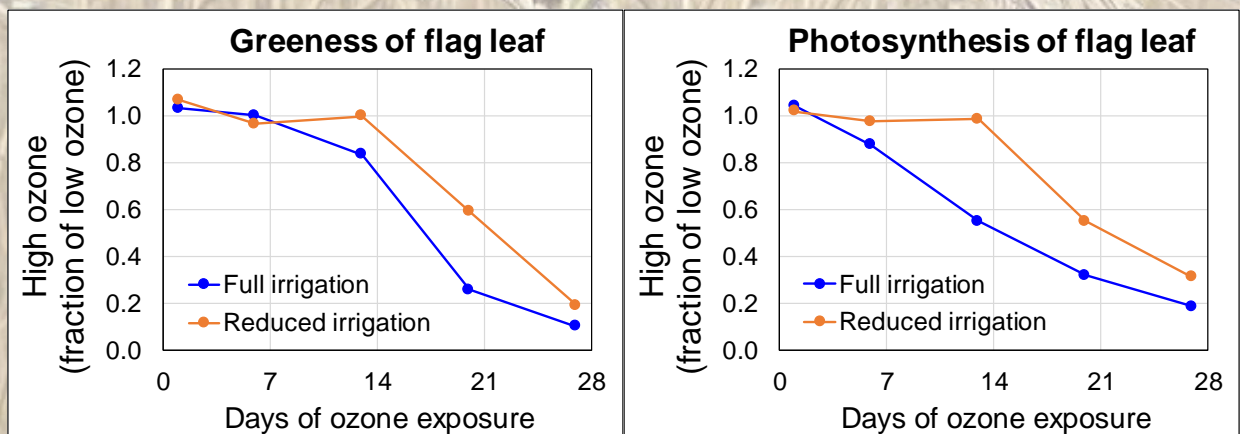 Greeness of flag leaf
High ozone
(fraction of low ozone)
1.2
1.0
0.8
0.6
0.4
0.2
0.0
Full irrigation
Reduced irrigation
0 7 14 21 28
Days of ozone exposure
Photosynthesis of flag leaf
High ozone
(fraction of low ozone)
1.2
1.0
0.8
0.6
0.4
0.2
0.0
Full irrigation
Reduced irrigation
0 7 14 21 28
Days of ozone exposure